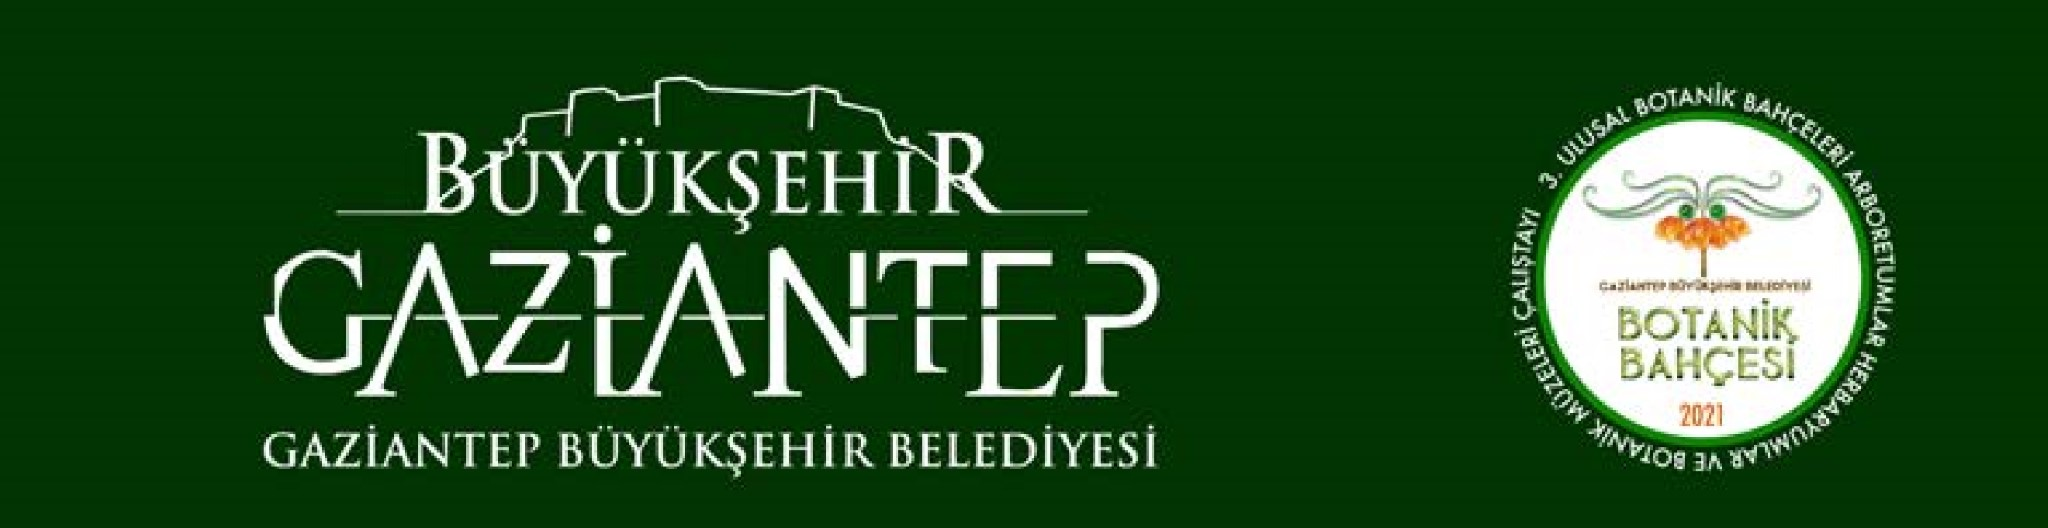 BÜYÜKŞEHİR
GAZİANTEP
GAZİANTEP BÜYÜKŞEHİR BELEDİYESİ
3. ULUSAL BOTANİK BAHÇELERİ ARBORETUMLAR HERBARYUMLAR VE BOTANİK MÜZELERİ ÇALIŞTAYI
GAZİANTEP BÜYÜKŞEHİR BELEDİYESİ
BOTANİK
BAHÇESİ
2021